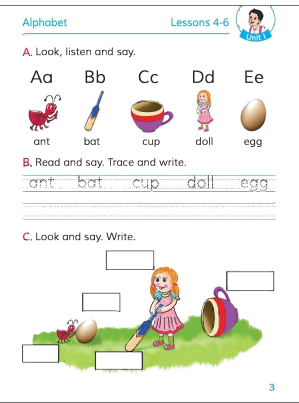 Alphabet Lessons 4-6
Unit 1
A. Look, listen and say.
Aa Bb Cc Dd Ee
ant bat cup doll egg
B. Read and say. Trace and write.
ant bat cup doll egg
C. Look and say. Write.
3